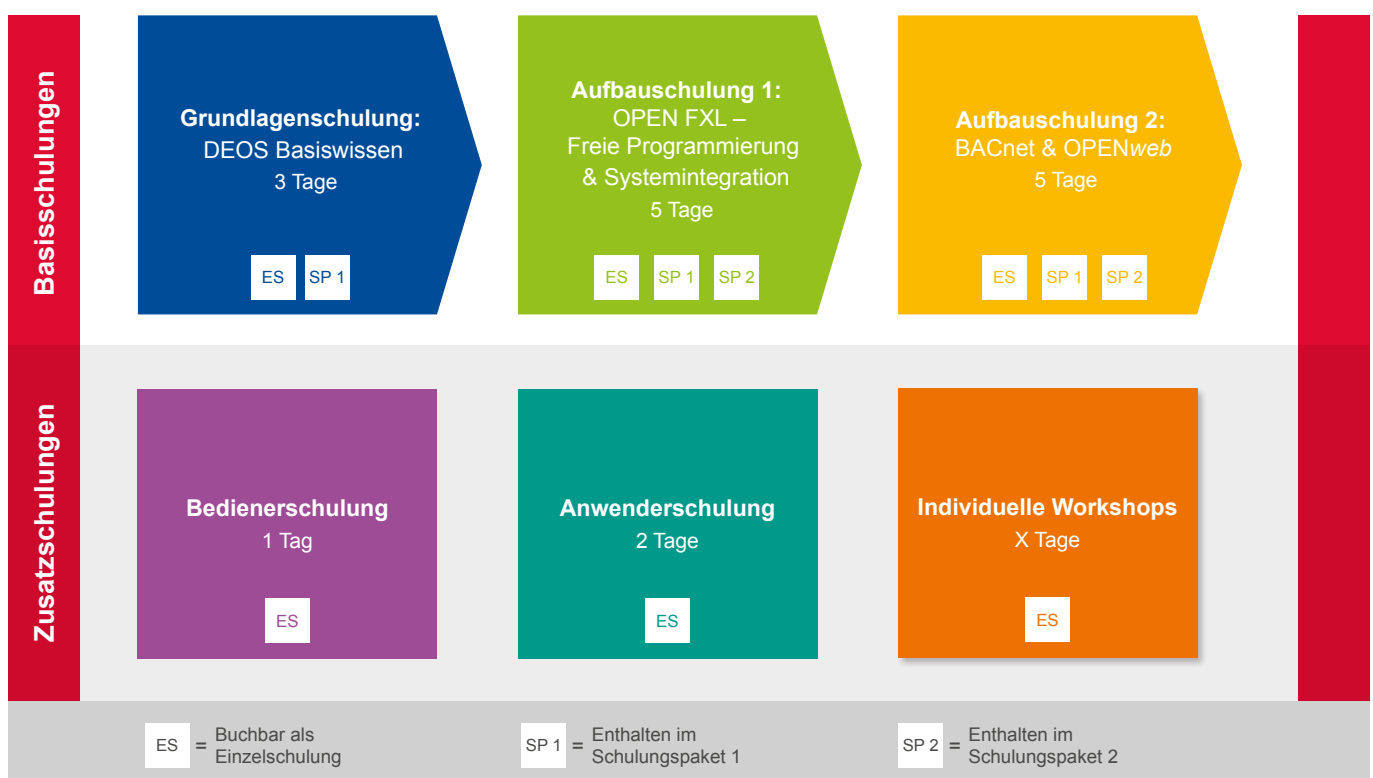 Basisschulungen
Grundlagenschulung:
DEOS Basiswissen
3 Tage
ES
SP 1
Aufbauschulung 1:
OPEN FXL –
Freie Programmierung
& Systemintegration
5 Tage
ES
SP 1
SP 2
Aufbauschulung 2:
BACnet & OPENweb
5 Tage
ES
SP 1
SP 2
Zusatzschulungen
Bedienerschulung
1 Tag
ES
Anwenderschulung
2 Tage
ES
Individuelle Workshops
X Tage
ES
ES = Buchbar als
Einzelschulung
SP 1 = Enthalten im
Schulungspaket 1
SP 2 = Enthalten im
Schulungspaket 2